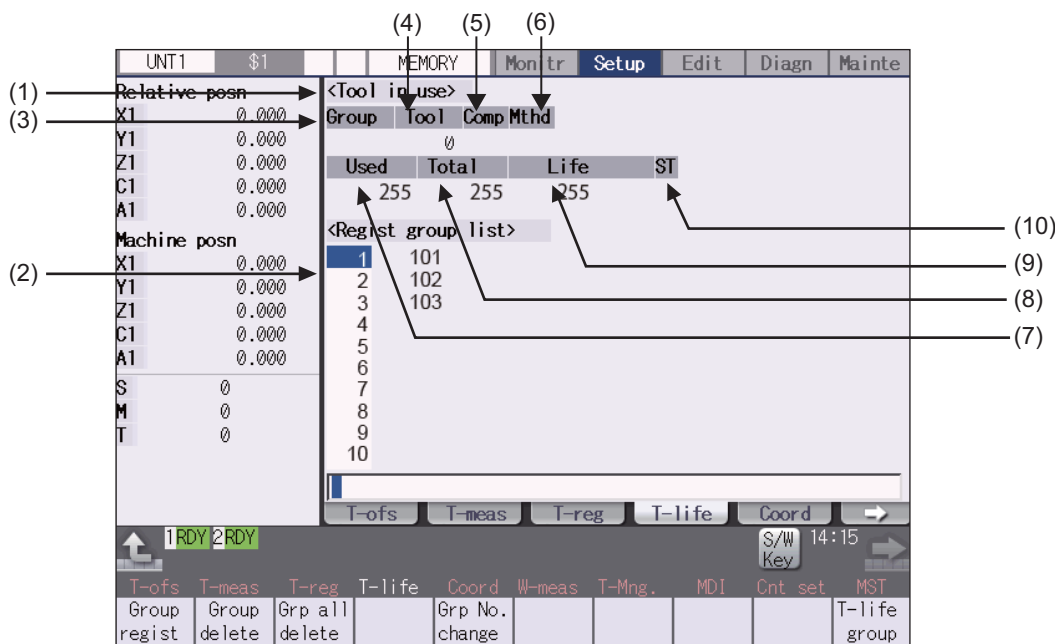 (4) (5) (6)
UNT1 $1 MEMORY Monitr Setup Edit Diagn Mainte
(1) Relative posn <Tool in use>
(3) X1 0.000 Group Tool Comp Mthd
Y1 0.000 0
Z1 0.000 Used Total Life ST
C1 0.000 255 255 255
A1 0.000
<Regist group list> (10)
Machine posn
X1 0.000 1 101 (9)
(2)
Y1 0.000 2 102
Z1 0.000 3 103 (8)
C1 0.000 4
A1 0.000 5 (7)
6
S 0 7
M 0 8
T 0 9
10
T-ofs T-meas T-reg T-life Coord
1RDY 2RDY S/W Key 14:15
T-ofs T-meas T-reg T-life Coord W-meas T-Mng. MDI Cnt set MST
Group regist Group delete Grp all delete Grp No. change T-life group